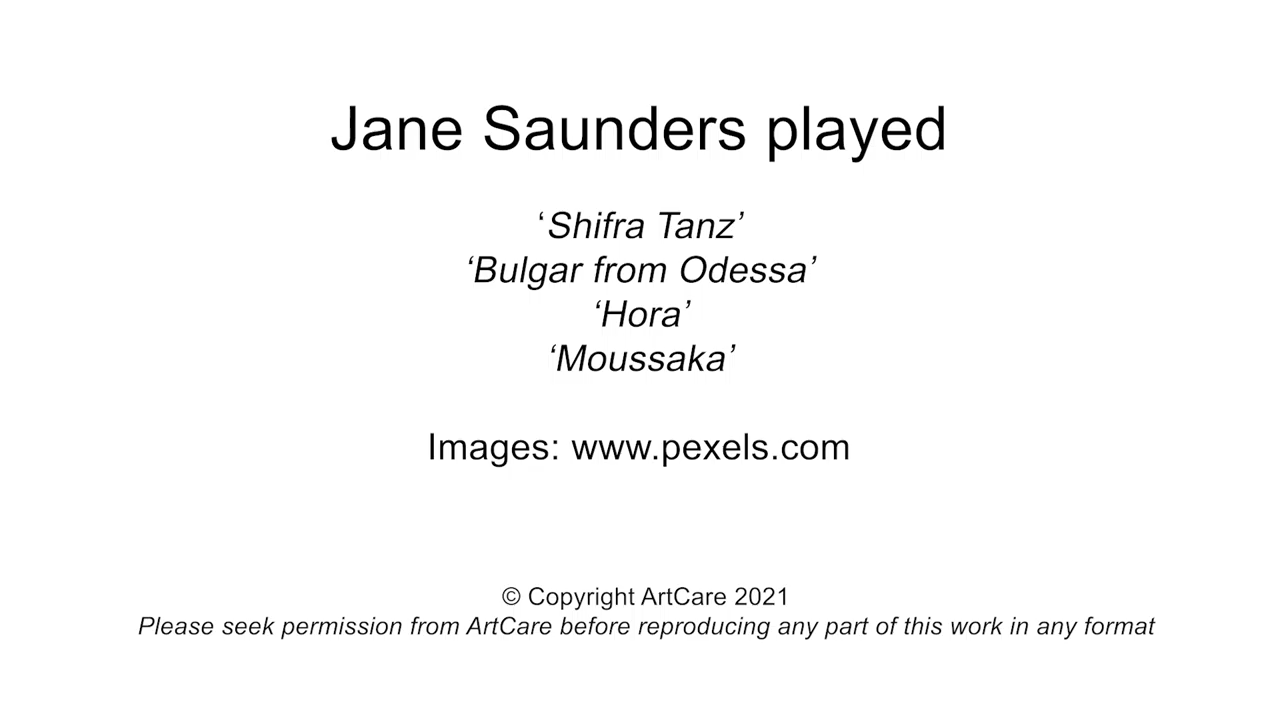 Jane Saunders played
‘Shifra Tanz’
‘Bulgar from Odessa’
‘Hora’
‘Moussaka’
Images: www.pexels.com
© Copyright ArtCare 2021
Please seek permission from ArtCare before reproducing any part of this work in any format